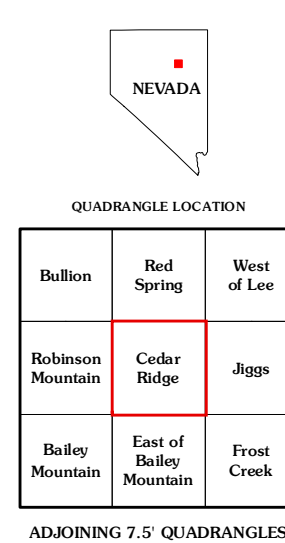 NEVADA
QUADRANGLE LOCATION
Bullion
Red
Spring
West
of Lee
Robinson
Mountain
Cedar
Ridge
Jiggs
Bailey
Mountain
East of
Bailey
Mountain
Frost
Creek
ADJOINING 7.5' QUADRANGLES